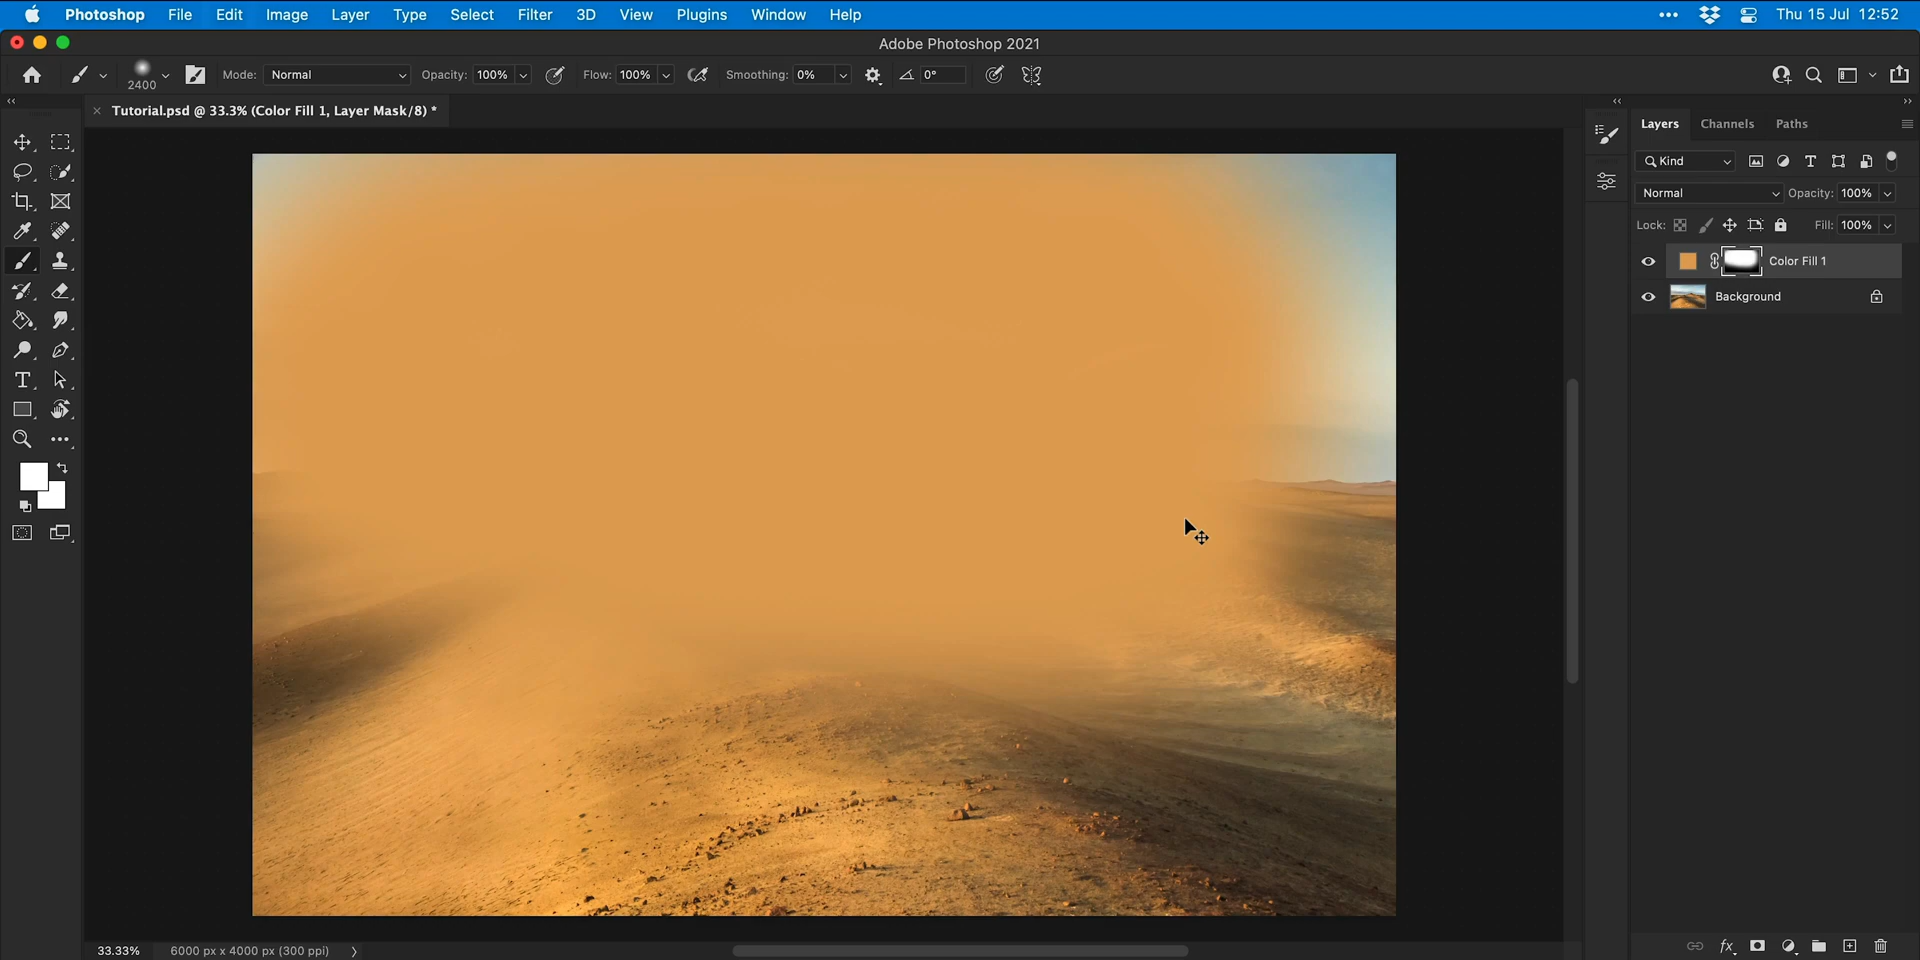 Photoshop File Edit Image Layer Type Select Filter 3D View Plugins Window Help Thu 15 Jul 12:52
Adobe Photoshop 2021
2400 Mode: Normal Opacity: 100% Flow: 100% Smoothing: 0% 0°
Tutorial.psd @ 33.3% (Color Fill 1, Layer Mask/8) *
Layers Channels Paths
Kind
Normal Opacity: 100%
Lock: Fill: 100%
Color Fill 1
Background
33.33% 6000 px x 4000 px (300 ppi)